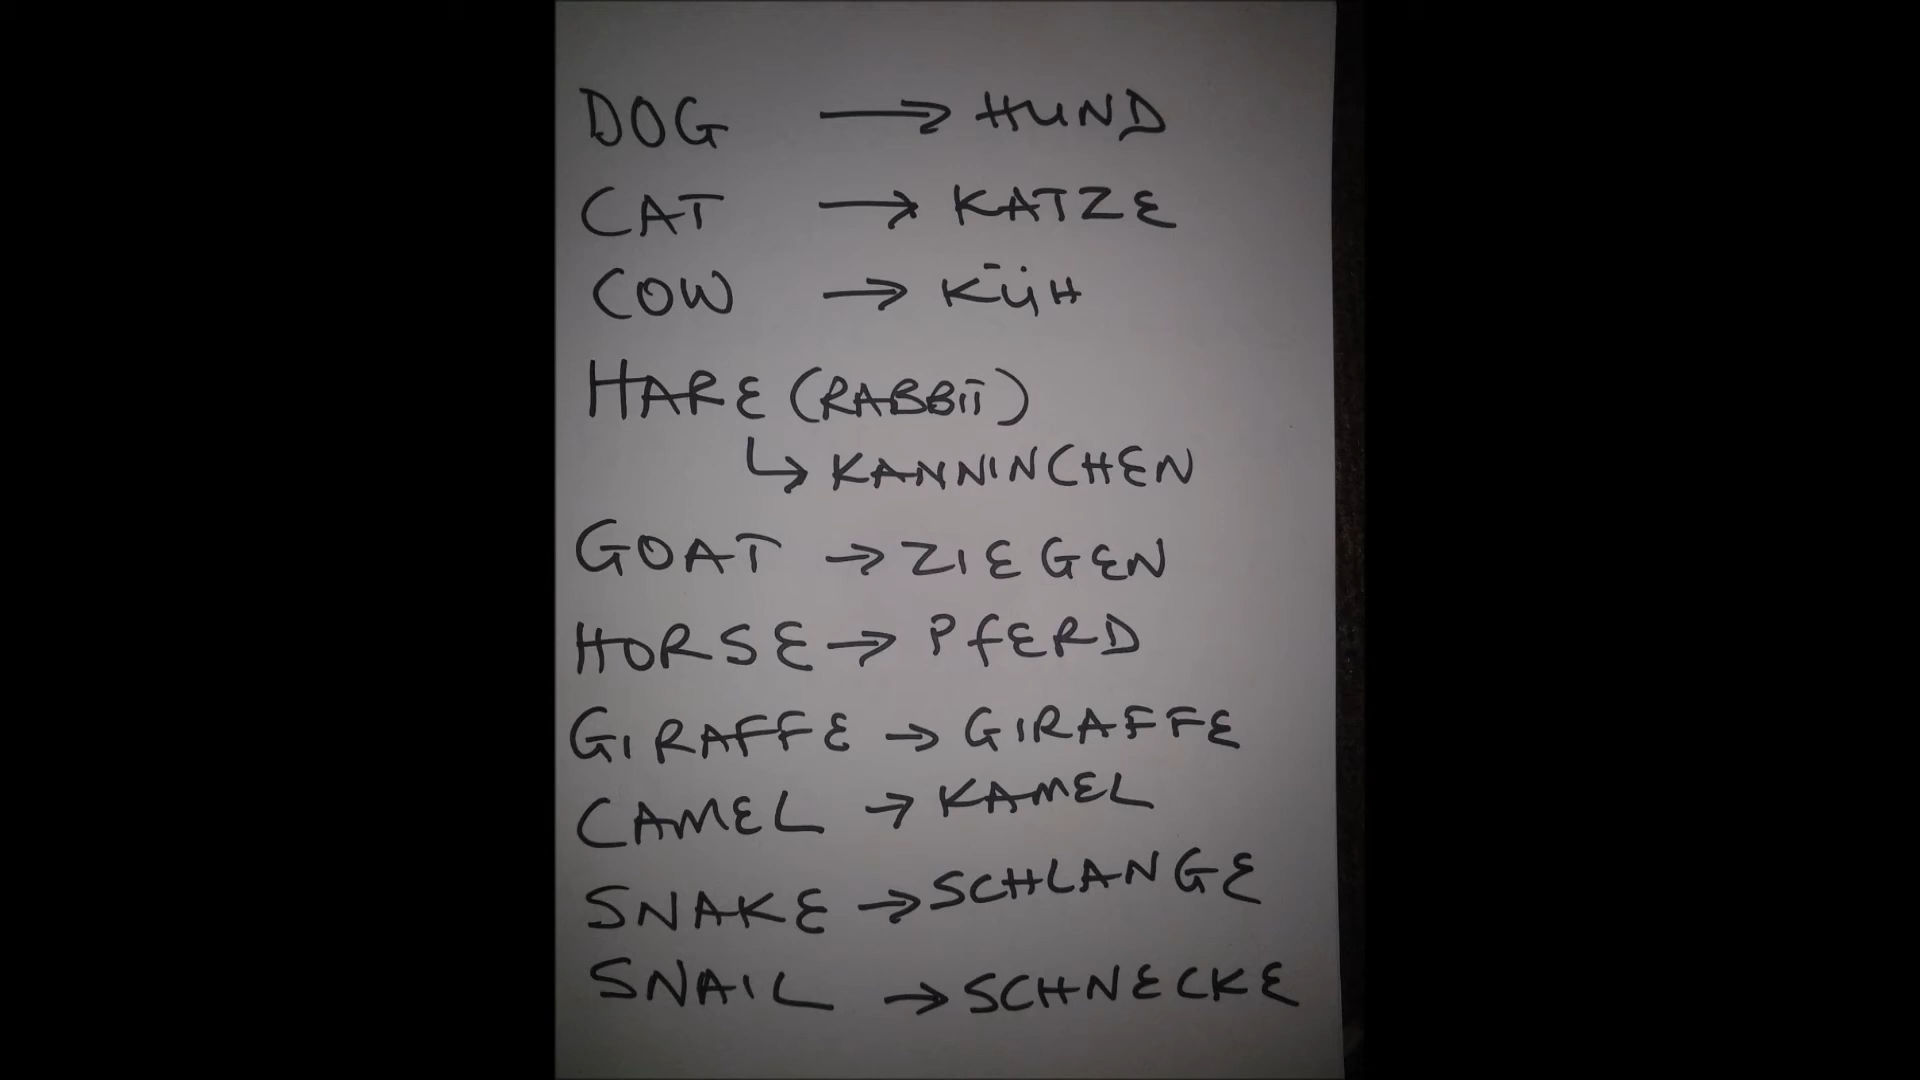 DOG → HUND
CAT → KATZE
COW → KÜH
HARE (RABBIT)
↳ KANNINCHEN
GOAT → ZIEGEN
HORSE → PfERD
GIRAFFE → GIRAFFE
CAMEL → KAMEL
SNAKE → SCHLANGE
SNAIL → SCHNECKE